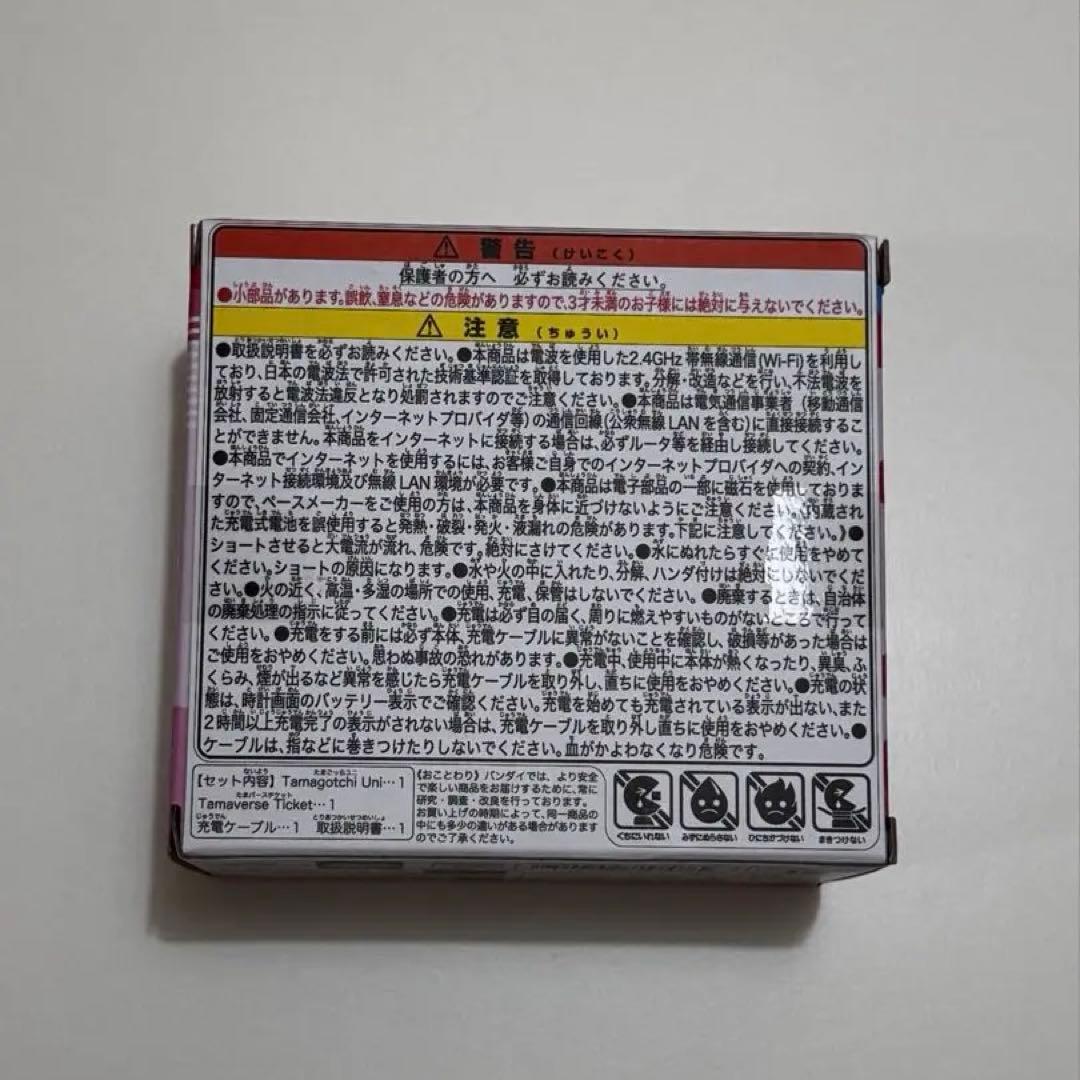 ⚠ 警告 (けいこく)
保護者の方へ 必ずお読みください。
●小部品があります。誤飲、窒息などの危険がありますので、3才未満のお子様には絶対に与えないでください。
⚠ 注意 (ちゅうい)
●取扱説明書を必ずお読みください。●本商品は電波を使用した2.4GHz 帯無線通信(Wi-Fi)を利用し
ており、日本の電波法で許可された技術基準認証を取得しております。分解・改造などを行い、不法電波を
放射すると電波法違反となり処罰されますのでご注意ください。●本商品は電気通信事業者（移動通信
会社、固定通信会社、インターネットプロバイダ等）の通信回線(公衆無線 LAN を含む)に直接接続するこ
とができません。本商品をインターネットに接続する場合は、必ずルータ等を経由し接続してください。
●本商品でインターネットを使用するには、お客様ご自身でのインターネットプロバイダへの契約、イン
ターネット接続環境及び無線 LAN 環境が必要です。●本商品は電子部品の一部に磁石を使用しておりま
すので、ペースメーカーをご使用の方は、本商品を身体に近づけないようにご注意ください。《内蔵され
た充電式電池を誤使用すると発熱・破裂・発火・液漏れの危険があります。下記に注意してください。》●
ショートさせると大電流が流れ、危険です。絶対にさけてください。●水にぬれたらすぐに使用をやめて
ください。ショートの原因になります。●水や火の中に入れたり、分解、ハンダ付けは絶対にしないでくだ
さい。●火の近く、高温・多湿の場所での使用、充電、保管はしないでください。●廃棄するときは、自治体
の廃棄処理の指示に従ってください。●充電は必ず目の届く、周りに燃えやすいものがないところで行って
ください。●充電をする前には必ず本体、充電ケーブルに異常がないことを確認し、破損等があった場合は
ご使用をおやめください。思わぬ事故の恐れがあります。●充電中、使用中に本体が熱くなったり、異臭、ふ
くらみ、煙が出るなど異常を感じたら充電ケーブルを取り外し、直ちに使用をおやめください。●充電の状
態は、時計画面のバッテリー表示でご確認ください。充電を始めても充電されている表示が出ない、また
2時間以上充電完了の表示がされない場合は、充電ケーブルを取り外し直ちに使用をおやめください。●
ケーブルは、指などに巻きつけたりしないでください。血がかよわなくなり危険です。
【セット内容】Tamagotchi Uni…1
Tamaverse Ticket…1
充電ケーブル…1 取扱説明書…1
《おことわり》バンダイでは、より安全
で楽しい商品をお届けするために、常に
研究・調査・改良を行っております。
お買い上げの時期によって、同一商品の
中にも多少の違いがある場合があります
のでご了承ください。
くちにいれない みずにぬらさない ひにちかづけない まきつけない